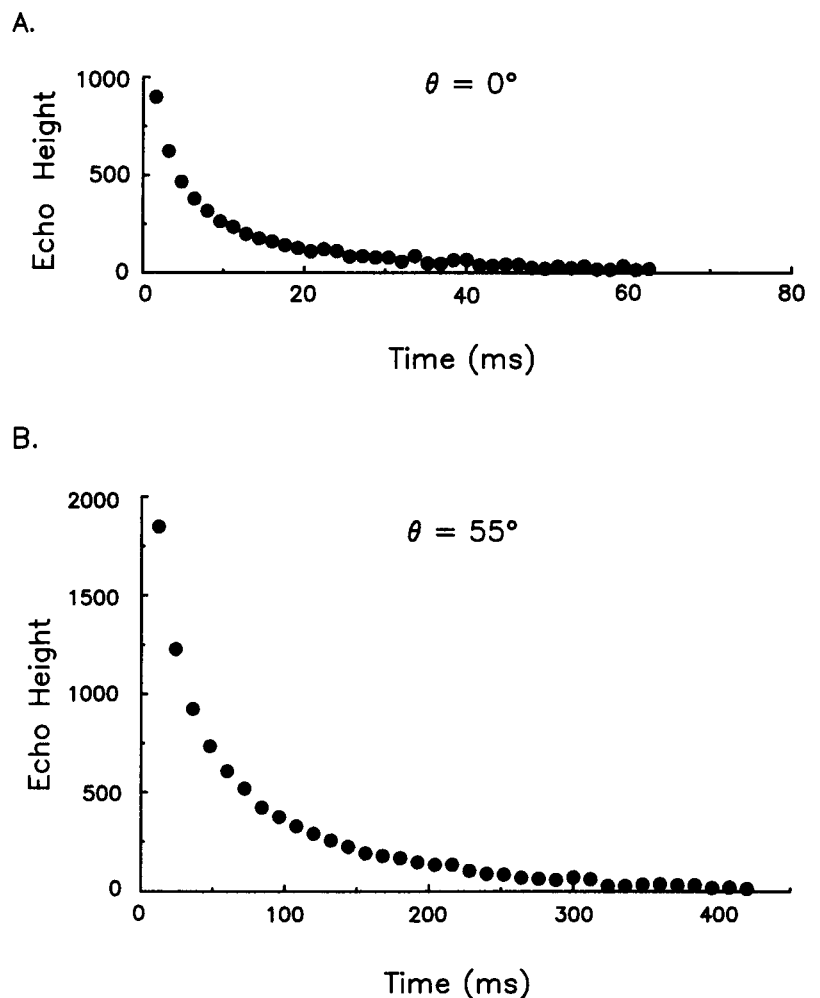 A.
θ = 0°
Echo Height
1000
500
0
0 20 40 60 80
Time (ms)
B.
θ = 55°
Echo Height
2000
1500
1000
500
0
0 100 200 300 400
Time (ms)